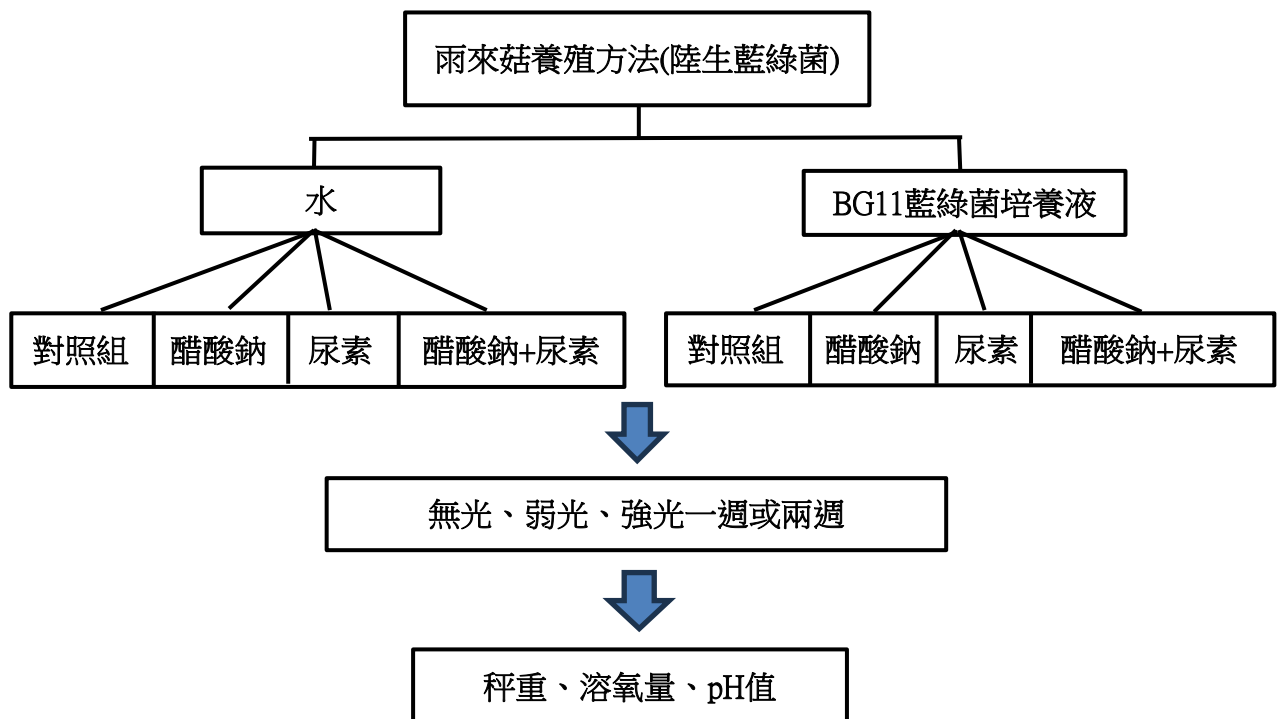 雨來菇養殖方法(陸生藍綠菌)
水
BG11藍綠菌培養液
對照組
醋酸鈉
尿素
醋酸鈉+尿素
對照組
醋酸鈉
尿素
醋酸鈉+尿素
無光、弱光、強光一週或兩週
秤重、溶氧量、pH值